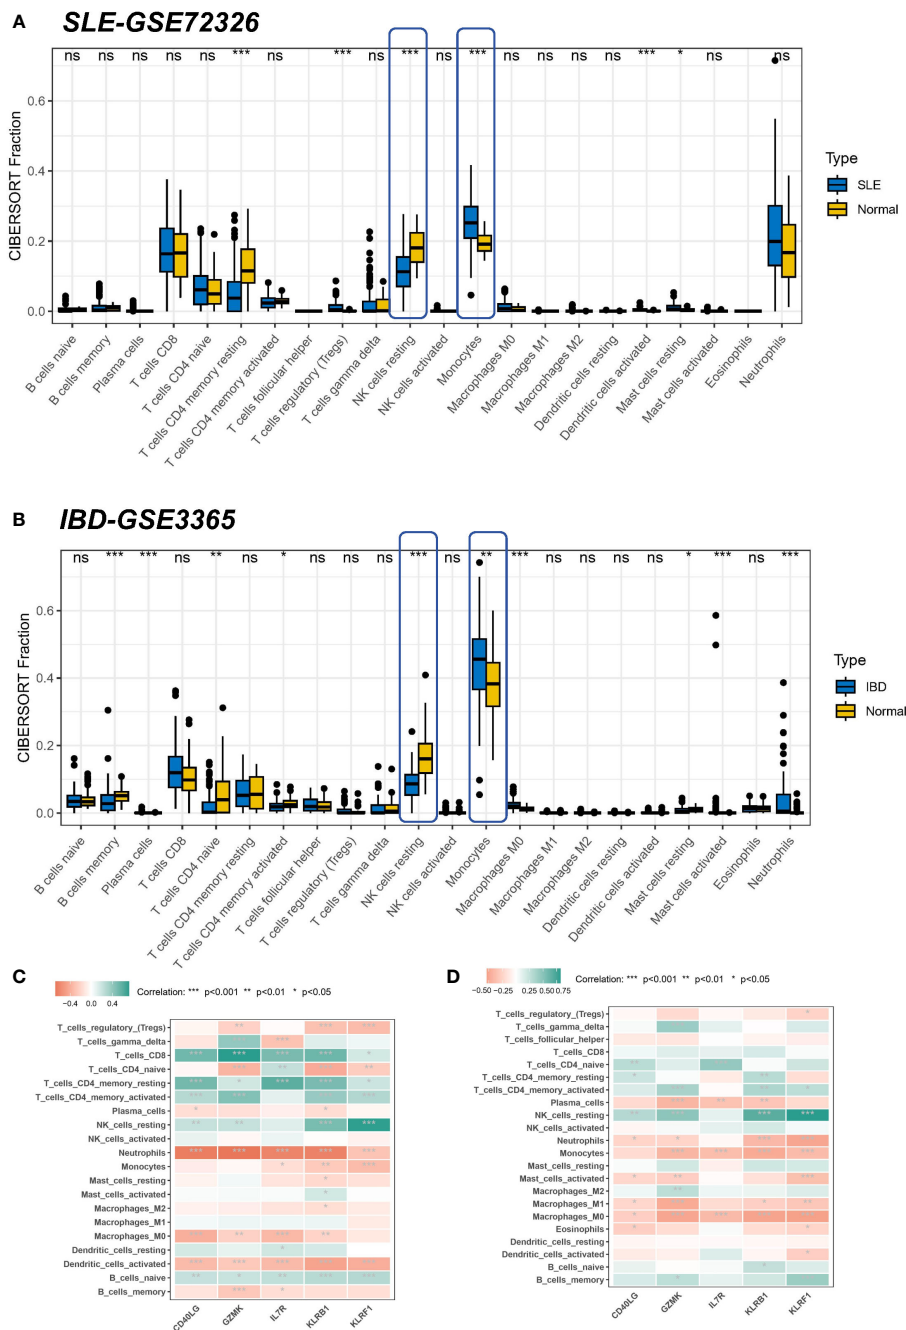 A SLE-GSE72326
ns ns ns ns ns *** ns *** ns *** ns *** ns ns ns ns *** * ns ns
CIBERSORT Fraction
0.6
0.4
0.2
0.0
Type
SLE
Normal
B cells naive
B cells memory
Plasma cells
T cells CD8
T cells CD4 naive
T cells CD4 memory resting
T cells CD4 memory activated
T cells follicular helper
T cells regulatory (Tregs)
T cells gamma delta
NK cells resting
NK cells activated
Monocytes
Macrophages M0
Macrophages M1
Macrophages M2
Dendritic cells resting
Dendritic cells activated
Mast cells resting
Mast cells activated
Eosinophils
Neutrophils
B IBD-GSE3365
ns *** *** ns ** ns * ns ns ns *** ns ** *** ns ns ns ns * *** ns ***
CIBERSORT Fraction
0.6
0.4
0.2
0.0
Type
IBD
Normal
B cells naive
B cells memory
Plasma cells
T cells CD8
T cells CD4 naive
T cells CD4 memory resting
T cells CD4 memory activated
T cells follicular helper
T cells regulatory (Tregs)
T cells gamma delta
NK cells resting
NK cells activated
Monocytes
Macrophages M0
Macrophages M1
Macrophages M2
Dendritic cells resting
Dendritic cells activated
Mast cells resting
Mast cells activated
Eosinophils
Neutrophils
C
−0.4 0.0 0.4
Correlation: *** p<0.001 ** p<0.01 * p<0.05
T_cells_regulatory_(Tregs)
T_cells_gamma_delta
T_cells_CD8
T_cells_CD4_naive
T_cells_CD4_memory_resting
T_cells_CD4_memory_activated
Plasma_cells
NK_cells_resting
NK_cells_activated
Neutrophils
Monocytes
Mast_cells_resting
Mast_cells_activated
Macrophages_M2
Macrophages_M1
Macrophages_M0
Dendritic_cells_resting
Dendritic_cells_activated
B_cells_naive
B_cells_memory
CD40LG
GZMK
IL7R
KLRB1
KLRF1
D
−0.50 −0.25 0.25 0.50 0.75
Correlation: *** p<0.001 ** p<0.01 * p<0.05
T_cells_regulatory_(Tregs)
T_cells_gamma_delta
T_cells_follicular_helper
T_cells_CD8
T_cells_CD4_naive
T_cells_CD4_memory_resting
T_cells_CD4_memory_activated
Plasma_cells
NK_cells_resting
NK_cells_activated
Neutrophils
Monocytes
Mast_cells_resting
Mast_cells_activated
Macrophages_M2
Macrophages_M1
Macrophages_M0
Eosinophils
Dendritic_cells_resting
Dendritic_cells_activated
B_cells_naive
B_cells_memory
CD40LG
GZMK
IL7R
KLRB1
KLRF1